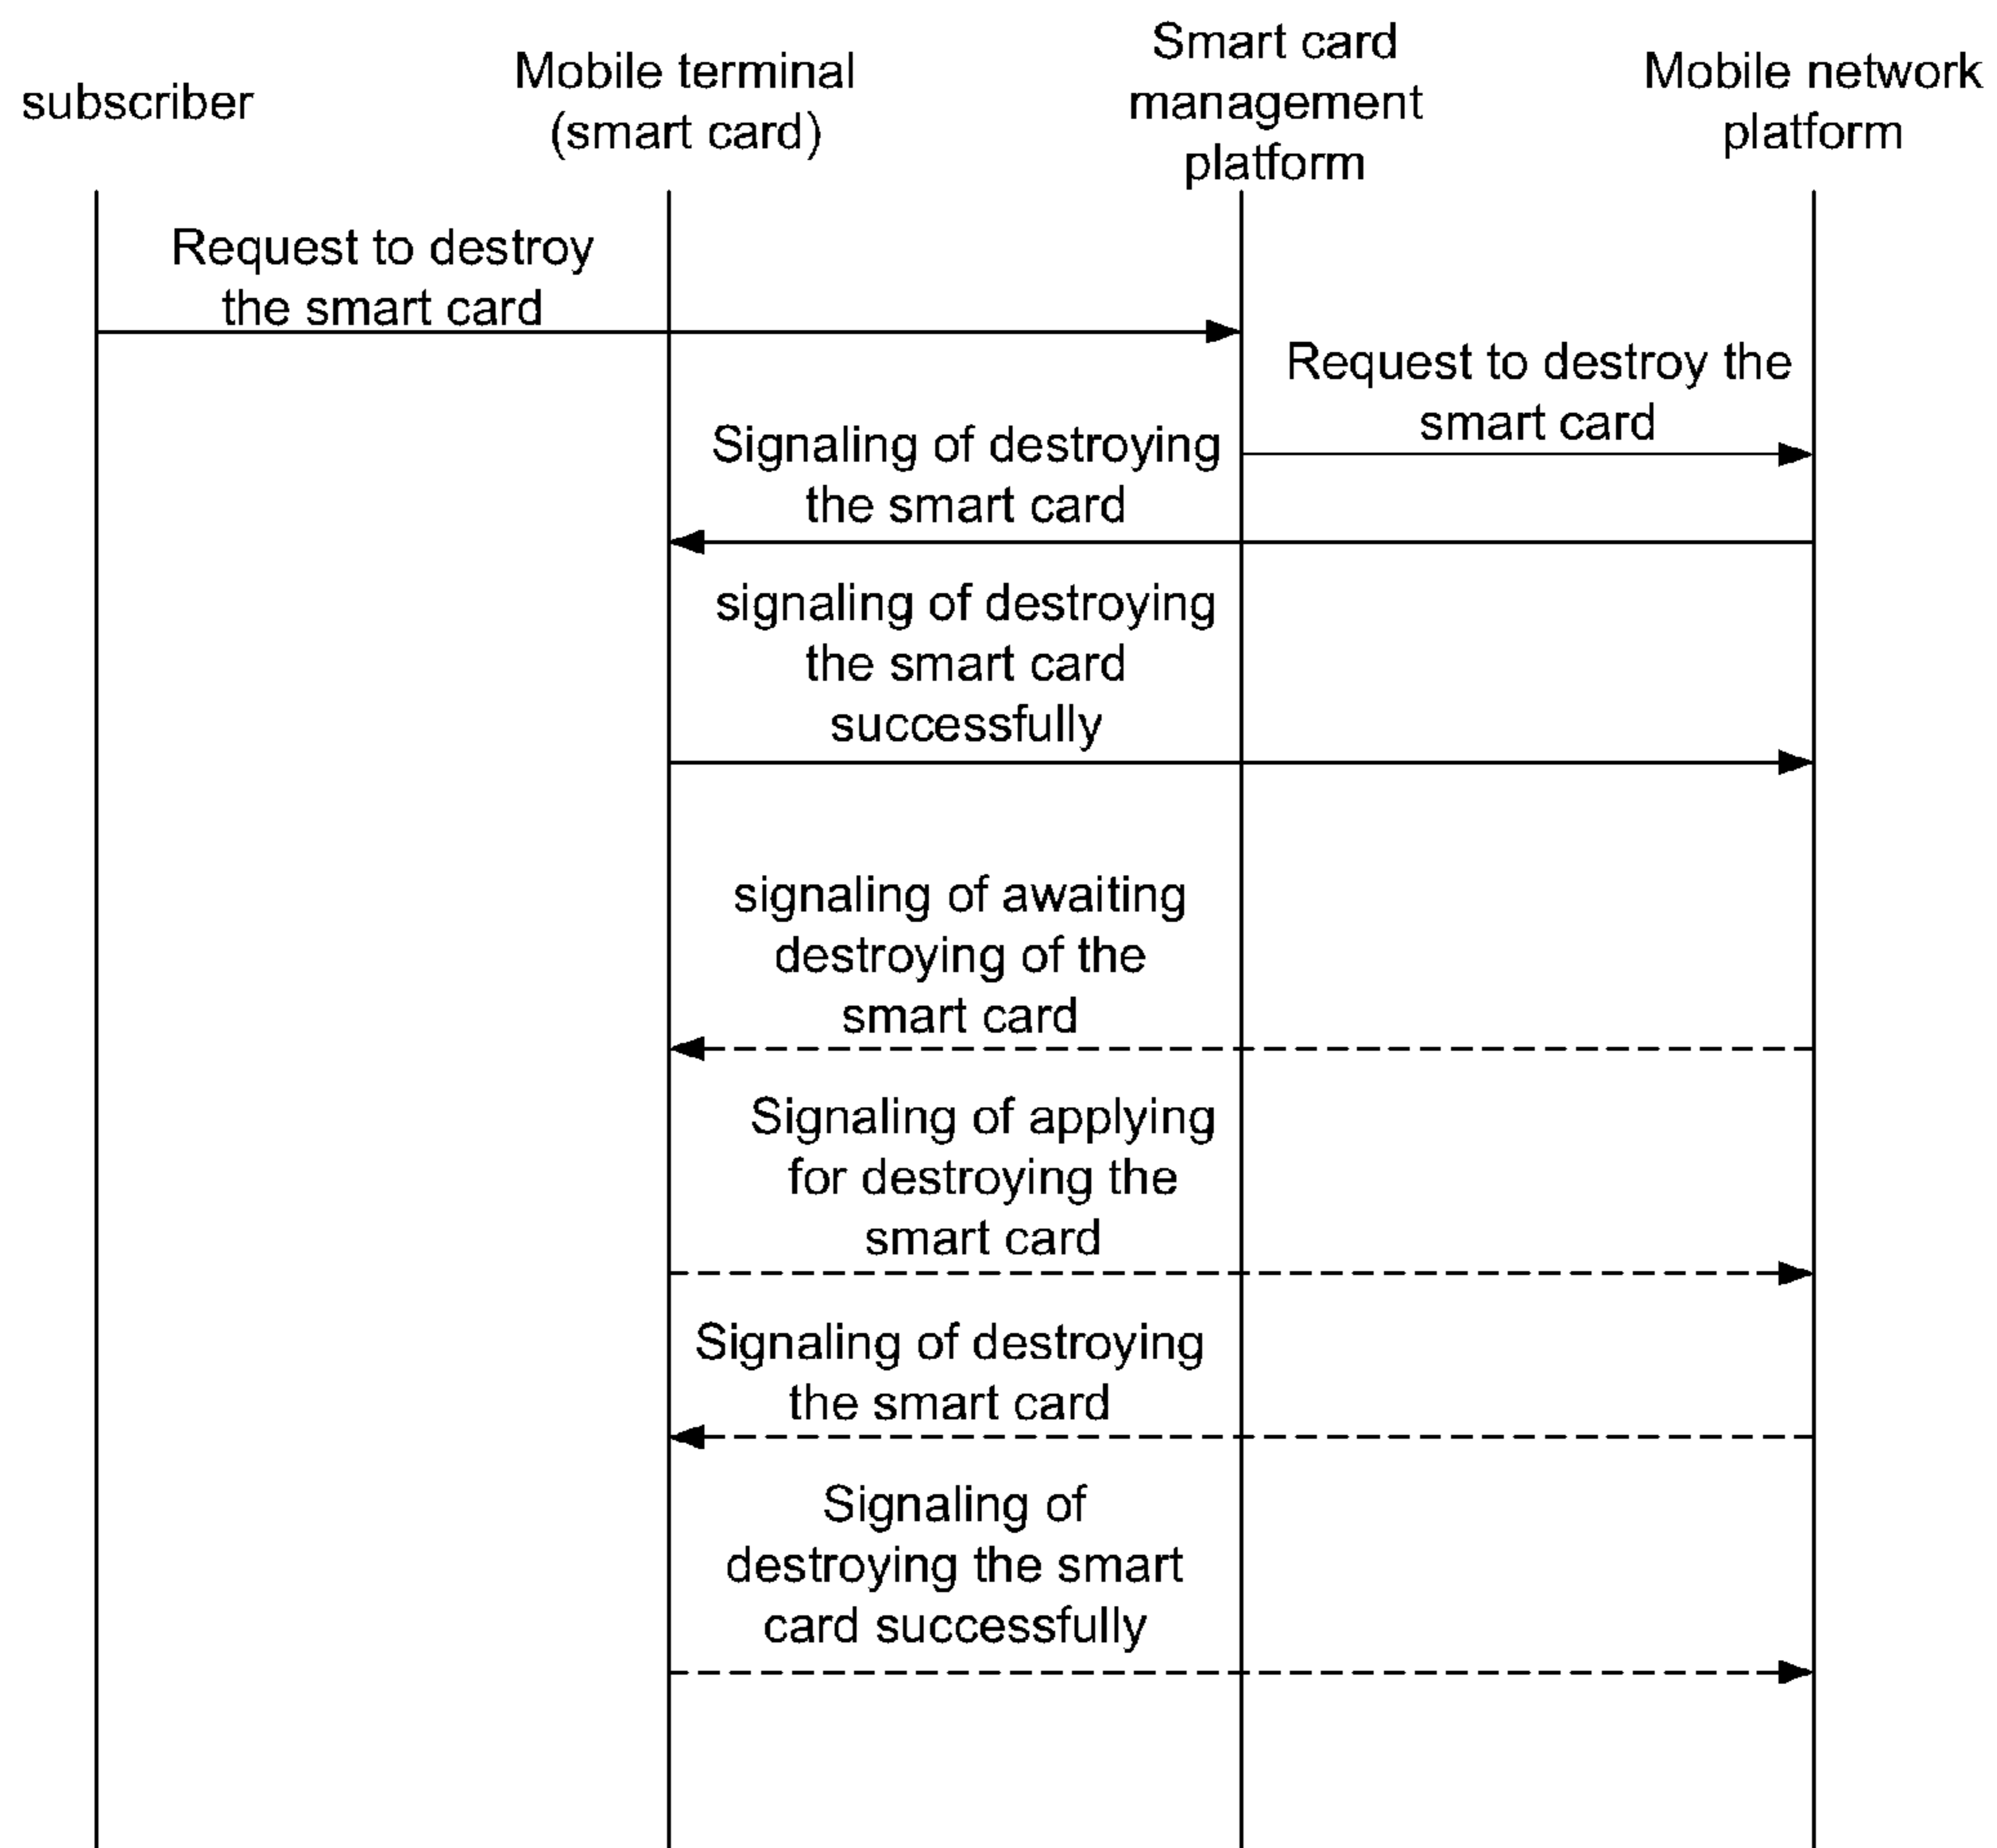 subscriber
Mobile terminal
(smart card)
Smart card
management
platform
Mobile network
platform
Request to destroy
the smart card
Request to destroy the
smart card
Signaling of destroying
the smart card
signaling of destroying
the smart card
successfully
signaling of awaiting
destroying of the
smart card
Signaling of applying
for destroying the
smart card
Signaling of destroying
the smart card
Signaling of
destroying the smart
card successfully